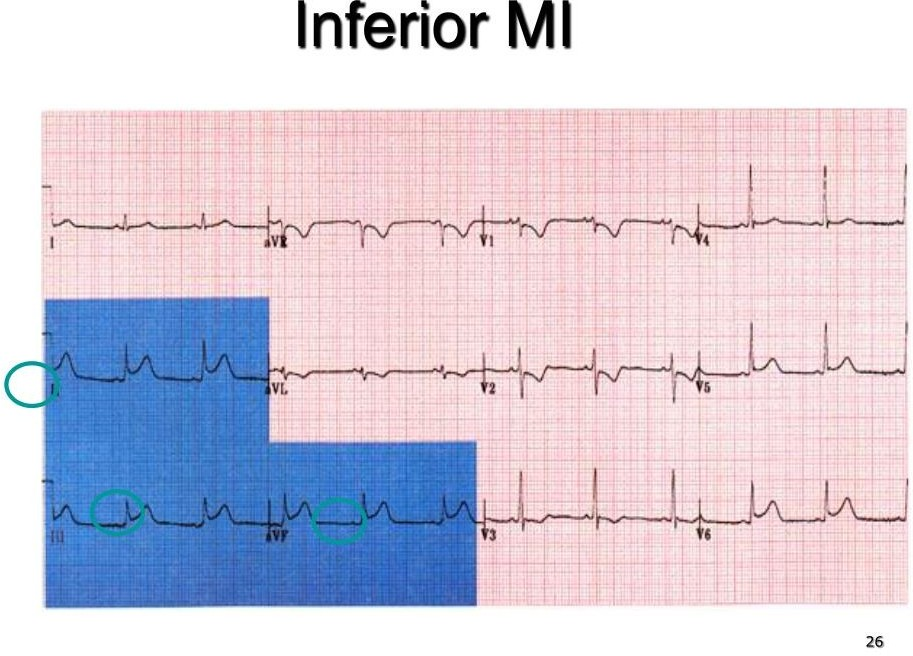 Inferior MI
I aVR V1 V4
aVL V2 V5
III aVF V3 V6
26